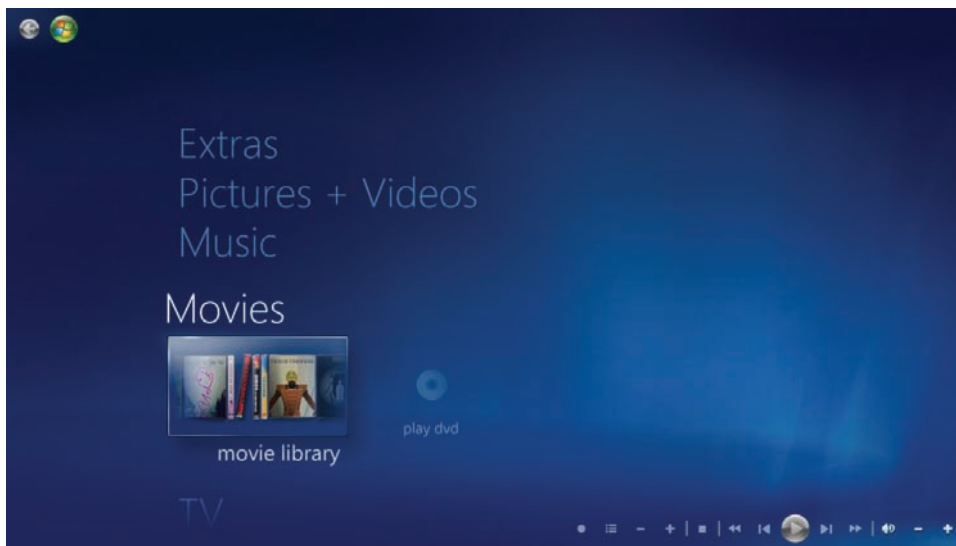 Extras
Pictures + Videos
Music
Movies
play dvd
movie library
TV